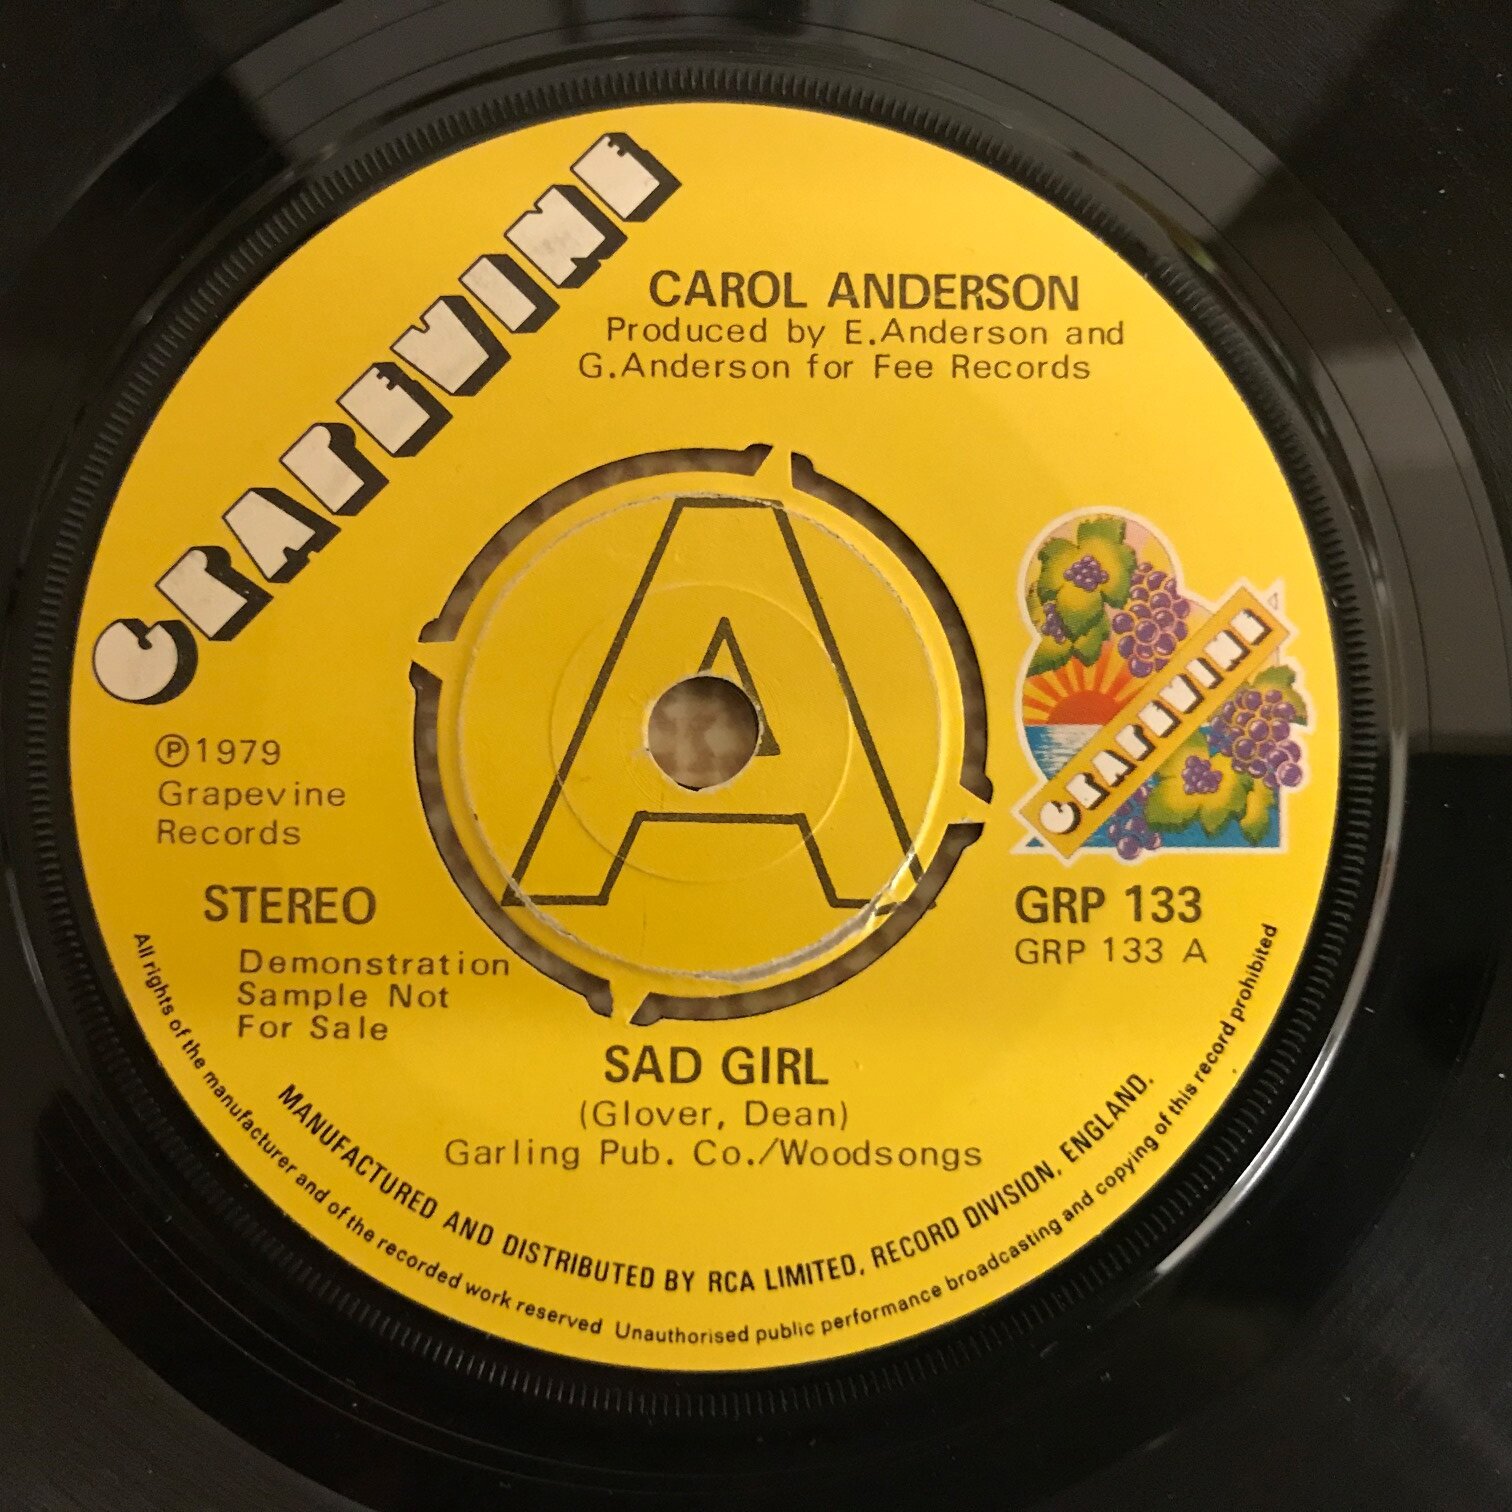 GRAPEVINE
CAROL ANDERSON
Produced by E.Anderson and
G.Anderson for Fee Records
A
GRAPEVINE
℗1979
Grapevine
Records
STEREO
Demonstration
Sample Not
For Sale
GRP 133
GRP 133 A
SAD GIRL
(Glover, Dean)
Garling Pub. Co./Woodsongs
MANUFACTURED AND DISTRIBUTED BY RCA LIMITED, RECORD DIVISION, ENGLAND.
All rights of the manufacturer and of the recorded work reserved Unauthorised public performance broadcasting and copying of this record prohibited